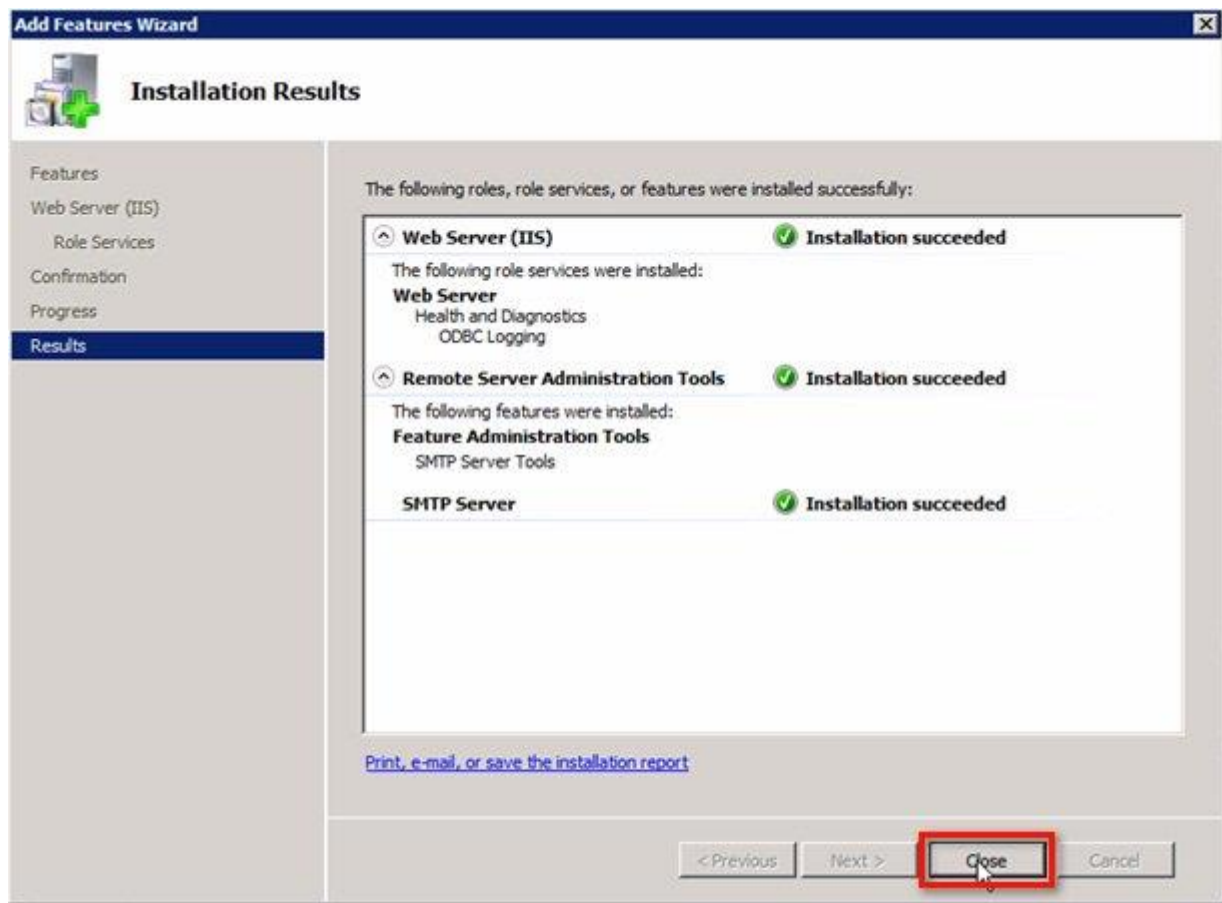 Add Features Wizard
Installation Results
Features
Web Server (IIS)
Role Services
Confirmation
Progress
Results
The following roles, role services, or features were installed successfully:
Web Server (IIS) Installation succeeded
The following role services were installed:
Web Server
Health and Diagnostics
ODBC Logging
Remote Server Administration Tools Installation succeeded
The following features were installed:
Feature Administration Tools
SMTP Server Tools
SMTP Server Installation succeeded
Print, e-mail, or save the installation report
< Previous Next > Close Cancel